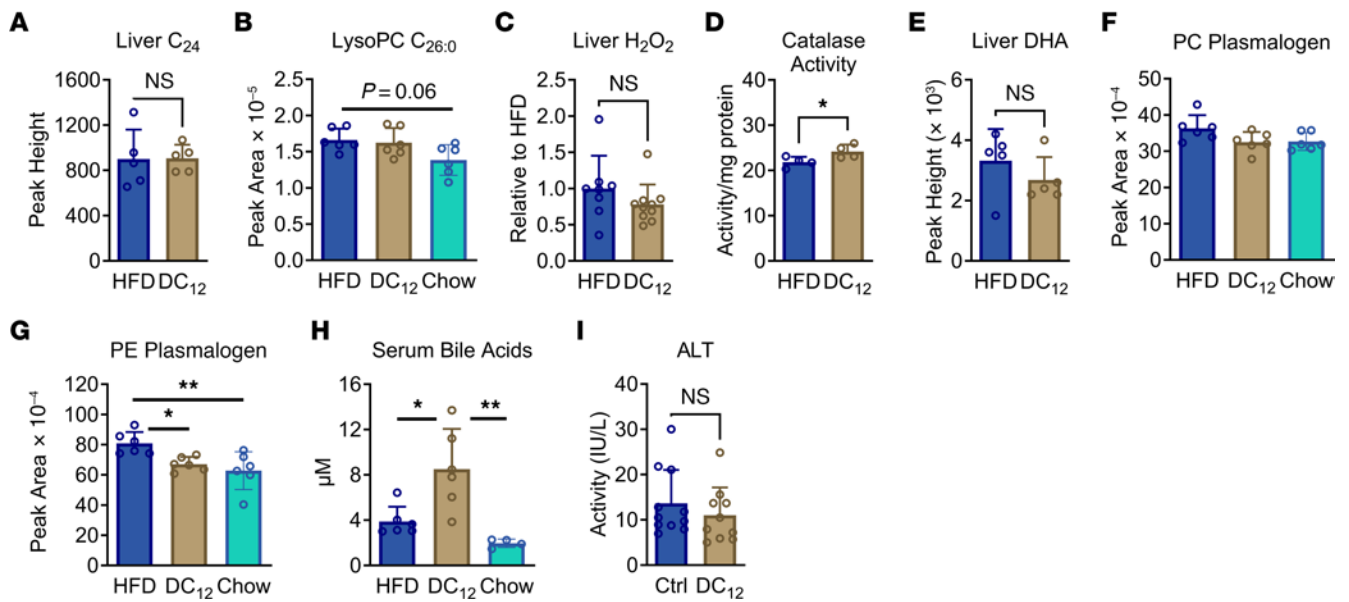 A
Liver C₂₄
Peak Height
1600
1200
800
400
0
NS
HFD DC₁₂
B
LysoPC C₂₆:₀
Peak Area × 10⁻⁵
2.5
2.0
1.5
1.0
0.5
0.0
P = 0.06
HFD DC₁₂ Chow
C
Liver H₂O₂
Relative to HFD
2.5
2.0
1.5
1.0
0.5
0.0
NS
HFD DC₁₂
D
Catalase
Activity
Activity/mg protein
40
30
20
10
0
*
HFD DC₁₂
E
Liver DHA
Peak Height (× 10³)
6
4
2
0
NS
HFD DC₁₂
F
PC Plasmalogen
Peak Area × 10⁻⁴
50
40
30
20
10
0
HFD DC₁₂ Chow
G
PE Plasmalogen
Peak Area × 10⁻⁴
120
100
80
60
40
20
0
**
*
HFD DC₁₂ Chow
H
Serum Bile Acids
µM
16
12
8
4
0
*
**
HFD DC₁₂ Chow
I
ALT
Activity (IU/L)
40
30
20
10
0
NS
Ctrl DC₁₂